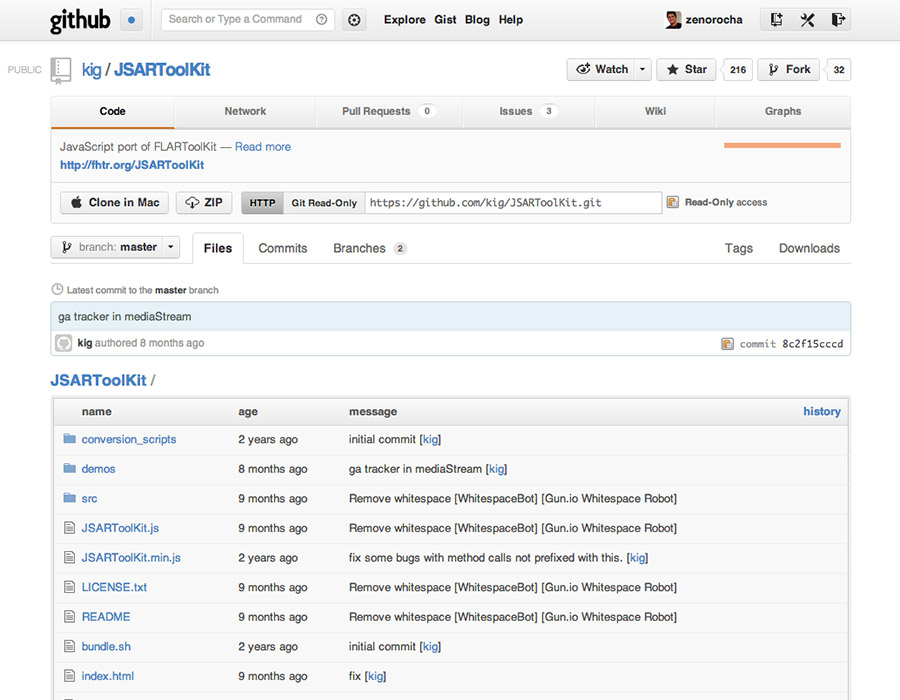 github Search or Type a Command Explore Gist Blog Help zenorocha
PUBLIC kig / JSARToolKit Watch Star 216 Fork 32
Code Network Pull Requests 0 Issues 3 Wiki Graphs
JavaScript port of FLARToolKit — Read more
http://fhtr.org/JSARToolKit
Clone in Mac ZIP HTTP Git Read-Only https://github.com/kig/JSARToolKit.git Read-Only access
branch: master Files Commits Branches 2 Tags Downloads
Latest commit to the master branch
ga tracker in mediaStream
kig authored 8 months ago commit 8c2f15cccd
JSARToolKit /
name age message history
conversion_scripts 2 years ago initial commit [kig]
demos 8 months ago ga tracker in mediaStream [kig]
src 9 months ago Remove whitespace [WhitespaceBot] [Gun.io Whitespace Robot]
JSARToolKit.js 9 months ago Remove whitespace [WhitespaceBot] [Gun.io Whitespace Robot]
JSARToolKit.min.js 2 years ago fix some bugs with method calls not prefixed with this. [kig]
LICENSE.txt 9 months ago Remove whitespace [WhitespaceBot] [Gun.io Whitespace Robot]
README 9 months ago Remove whitespace [WhitespaceBot] [Gun.io Whitespace Robot]
bundle.sh 2 years ago initial commit [kig]
index.html 9 months ago fix [kig]